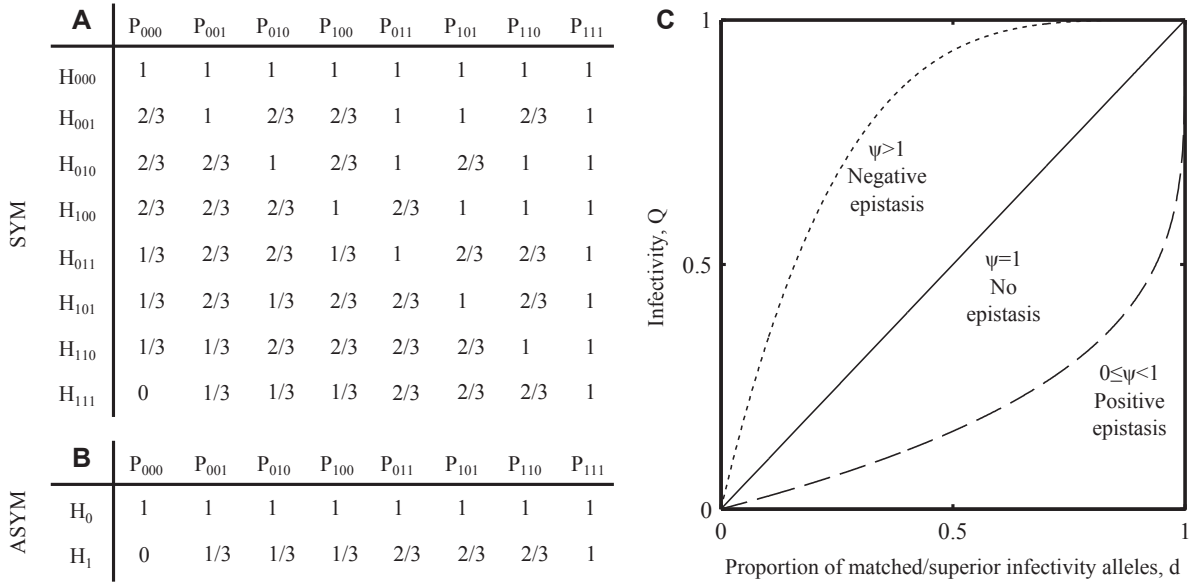 A P000 P001 P010 P100 P011 P101 P110 P111
SYM
H000 1 1 1 1 1 1 1 1
H001 2/3 1 2/3 2/3 1 1 2/3 1
H010 2/3 2/3 1 2/3 1 2/3 1 1
H100 2/3 2/3 2/3 1 2/3 1 1 1
H011 1/3 2/3 2/3 1/3 1 2/3 2/3 1
H101 1/3 2/3 1/3 2/3 2/3 1 2/3 1
H110 1/3 1/3 2/3 2/3 2/3 2/3 1 1
H111 0 1/3 1/3 1/3 2/3 2/3 2/3 1
B P000 P001 P010 P100 P011 P101 P110 P111
ASYM
H0 1 1 1 1 1 1 1 1
H1 0 1/3 1/3 1/3 2/3 2/3 2/3 1
C
1
0.5
0
Infectivity, Q
ψ>1
Negative
epistasis
ψ=1
No
epistasis
0≤ψ<1
Positive
epistasis
0 0.5 1
Proportion of matched/superior infectivity alleles, d